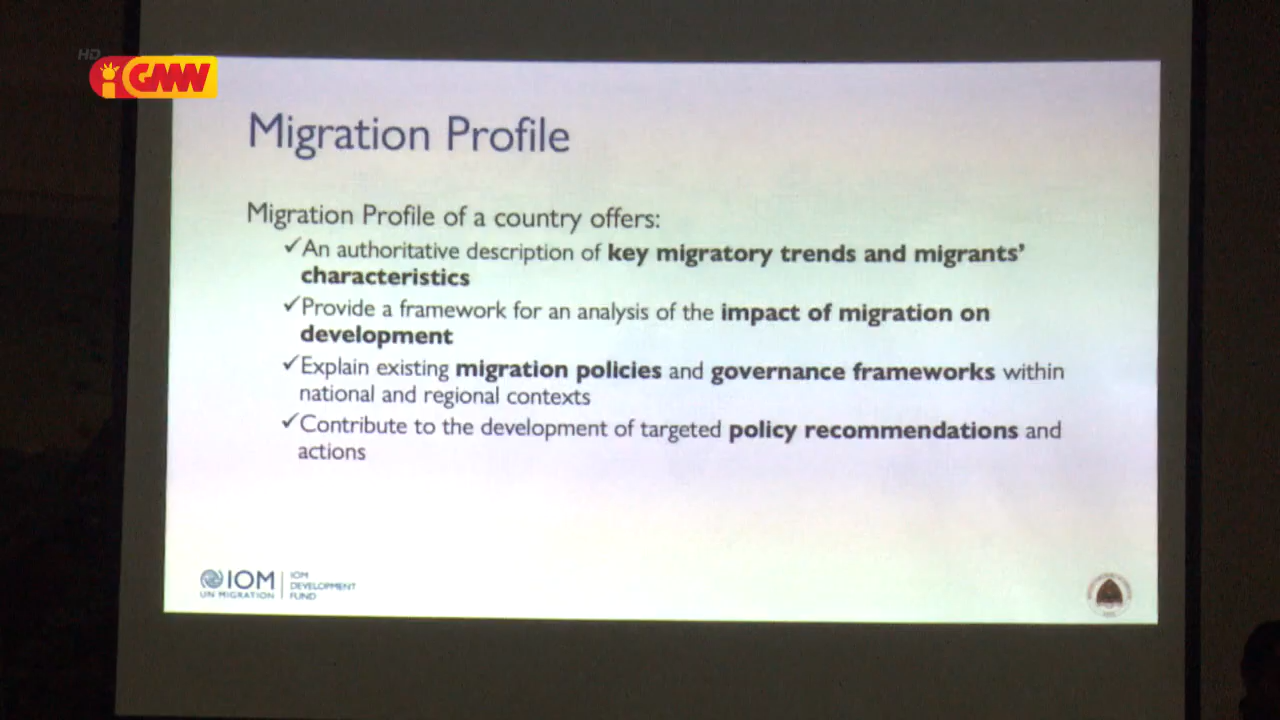 HD
iGMW
Migration Profile
Migration Profile of a country offers:
✓An authoritative description of key migratory trends and migrants'
characteristics
✓Provide a framework for an analysis of the impact of migration on
development
✓Explain existing migration policies and governance frameworks within
national and regional contexts
✓Contribute to the development of targeted policy recommendations and
actions
IOM
UN MIGRATION
IOM
DEVELOPMENT
FUND